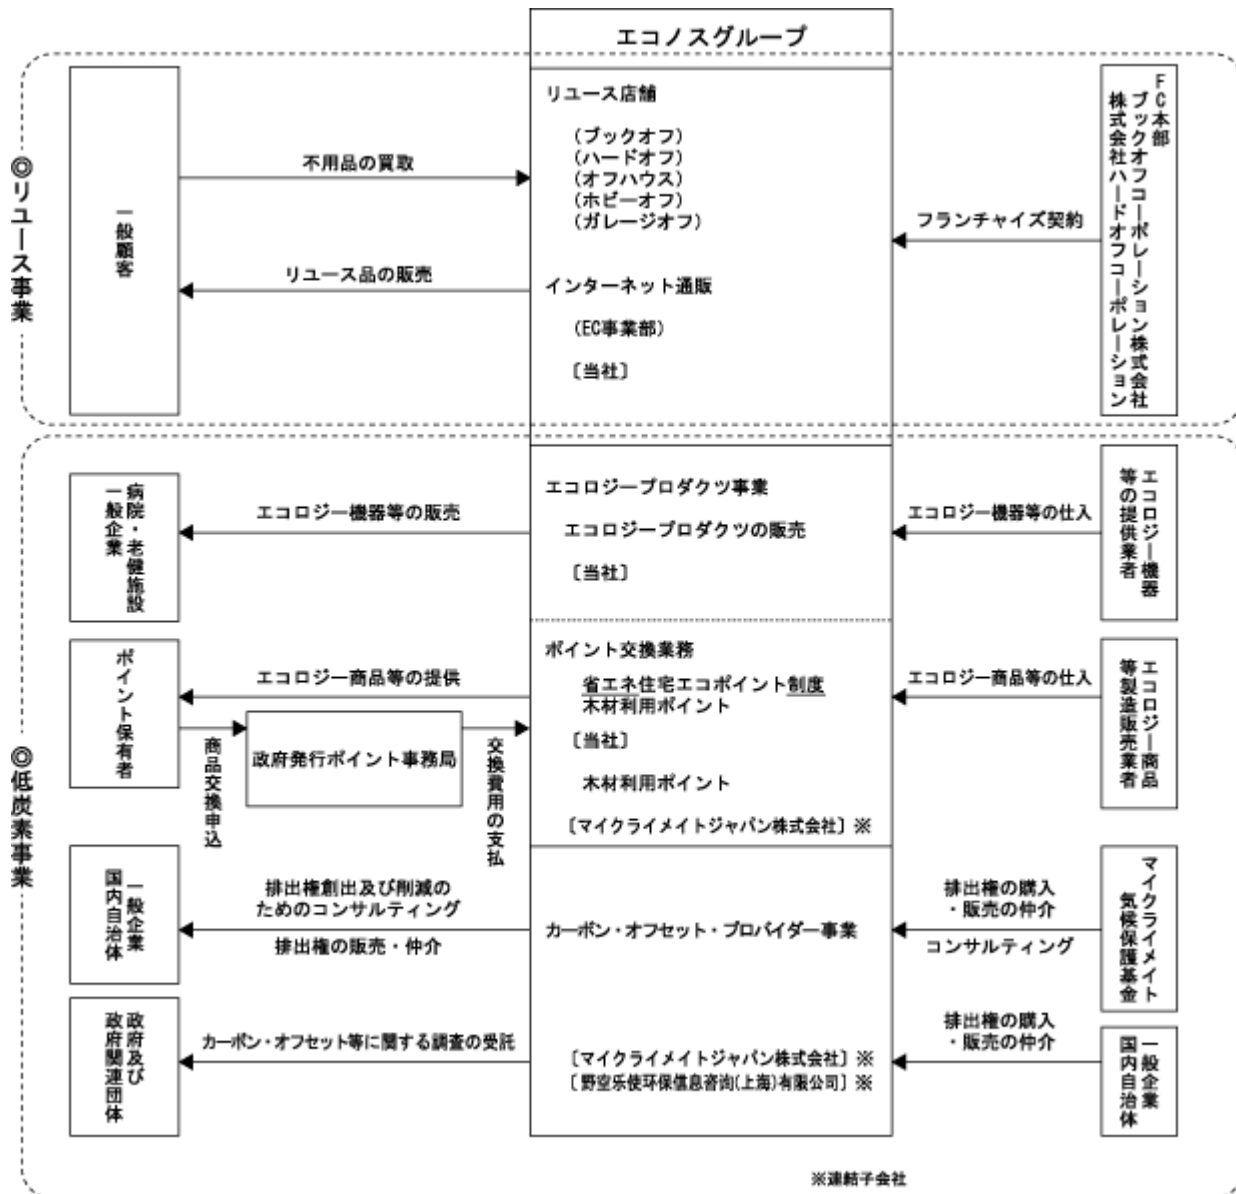 エコノスグループ
◎リユース事業
一般顧客
不用品の買取
リユース品の販売
リユース店舗
(ブックオフ)
(ハードオフ)
(オフハウス)
(ホビーオフ)
(ガレージオフ)
インターネット通販
(EC事業部)
〔当社〕
フランチャイズ契約
FC本部
ブックオフコーポレーション株式会社
株式会社ハードオフコーポレーション
◎低炭素事業
病院・老健施設
一般企業
エコロジー機器等の販売
エコロジープロダクツ事業
エコロジープロダクツの販売
〔当社〕
エコロジー機器等の仕入
エコロジー機器
等の提供業者
ポイント保有者
エコロジー商品等の提供
商品交換申込
政府発行ポイント事務局
交換費用の支払
ポイント交換業務
省エネ住宅エコポイント制度
木材利用ポイント
〔当社〕
木材利用ポイント
〔マイクライメイトジャパン株式会社〕※
エコロジー商品等の仕入
エコロジー商品
等製造販売業者
一般企業
国内自治体
排出権創出及び削減の
ためのコンサルティング
排出権の販売・仲介
カーボン・オフセット・プロバイダー事業
排出権の購入
・販売の仲介
コンサルティング
マイクライメイト
気候保護基金
政府及び
政府関連団体
カーボン・オフセット等に関する調査の受託
〔マイクライメイトジャパン株式会社〕※
〔野空乐使环保信息咨询(上海)有限公司〕※
排出権の購入
・販売の仲介
一般企業
国内自治体
※連結子会社